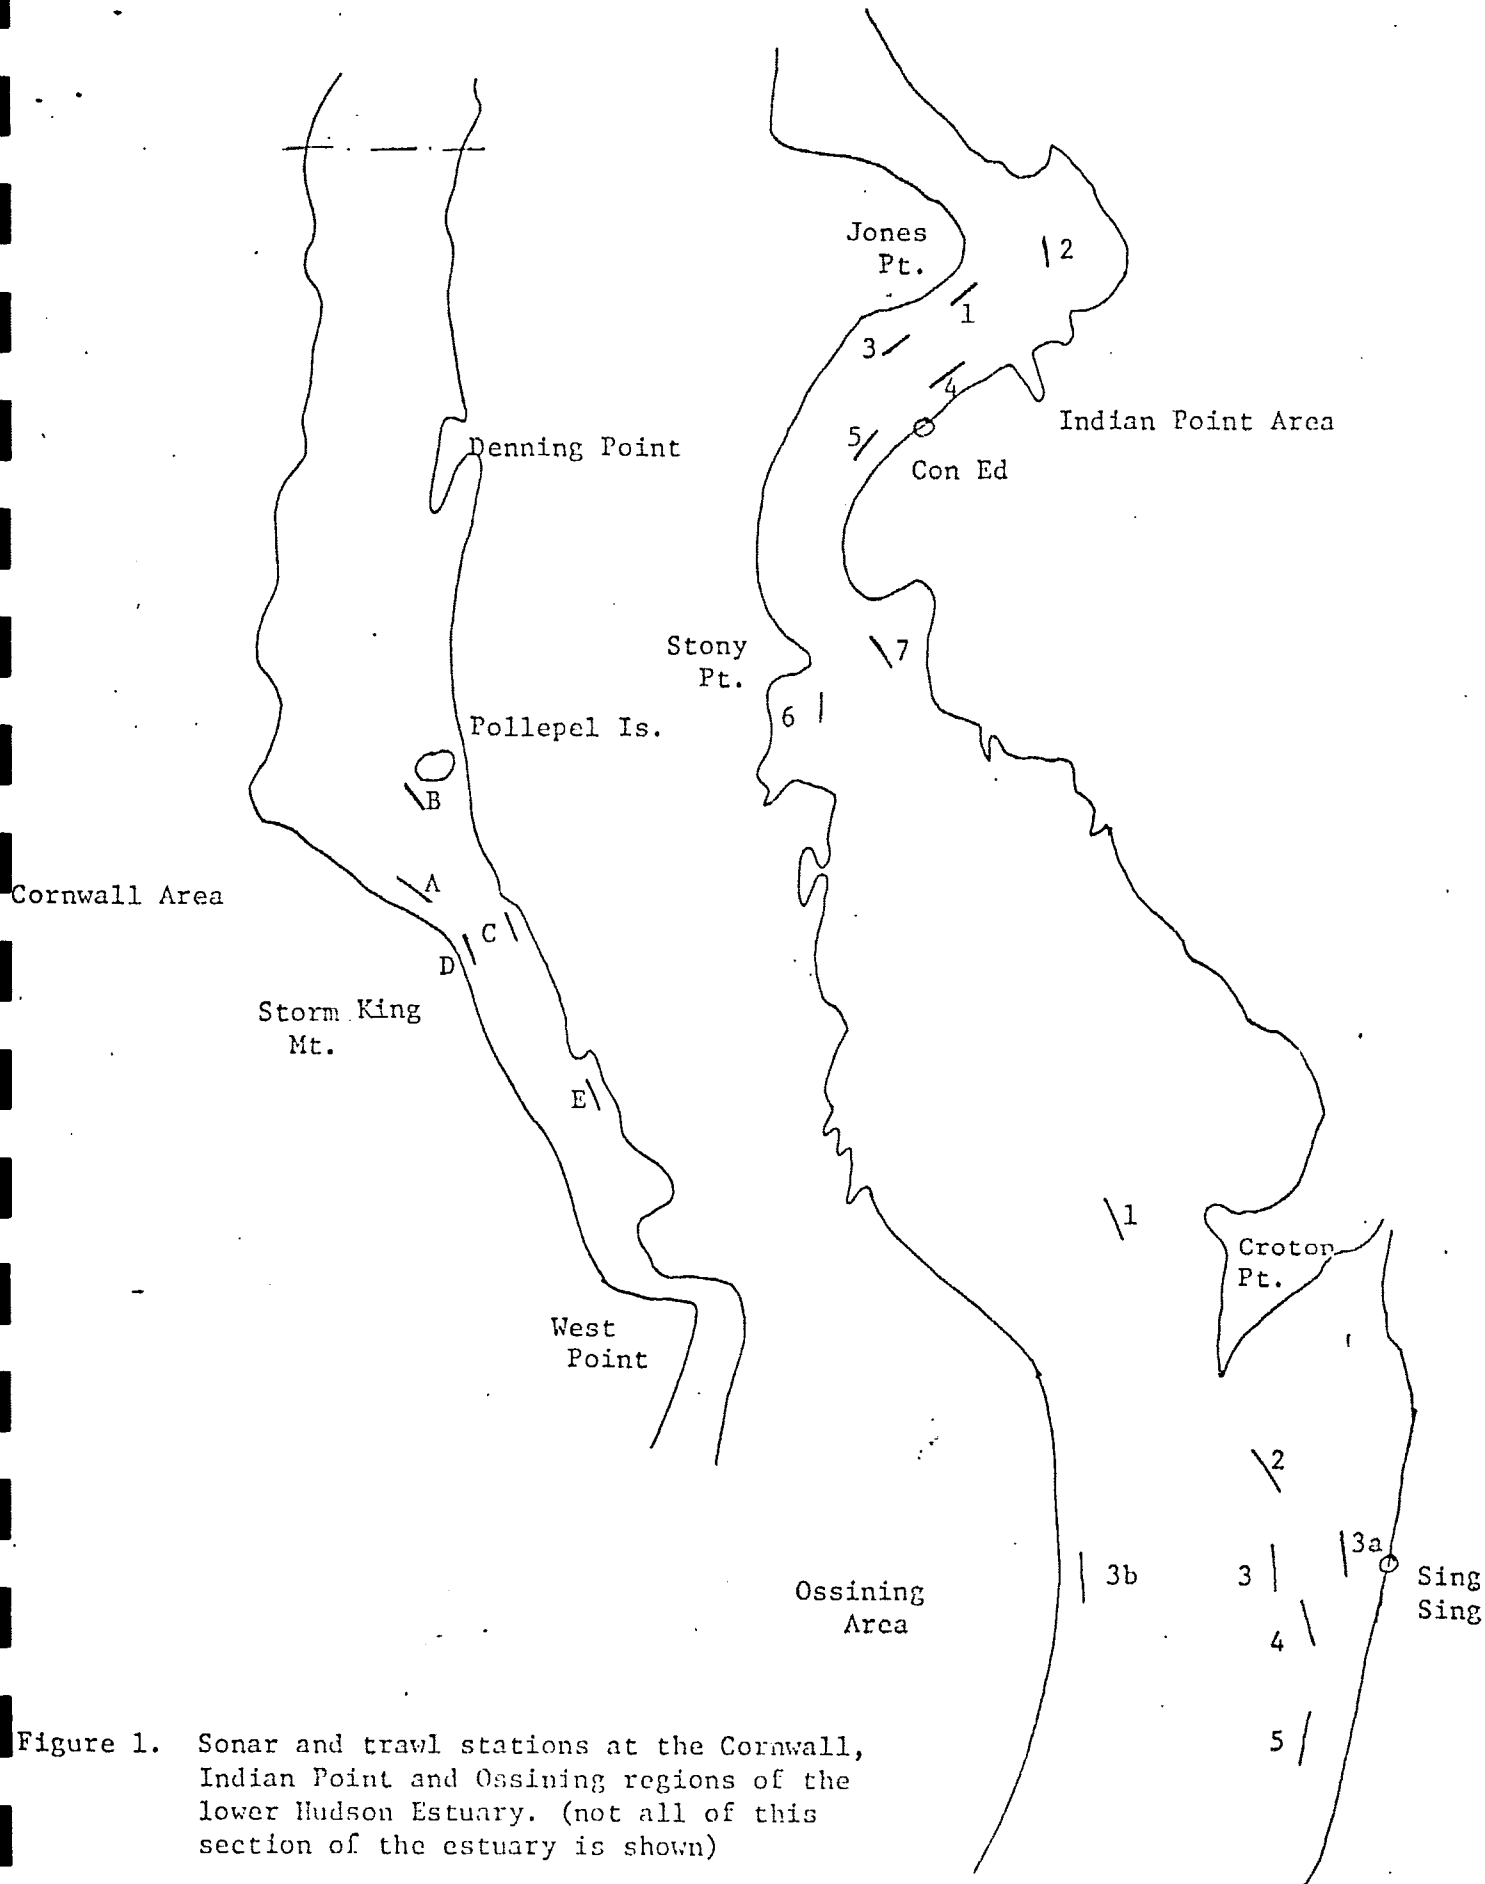 Jones
Pt.
2
1
3
4
5
Con Ed
Indian Point Area
Denning Point
Stony
Pt.
7
6
Pollepel Is.
B
A
Cornwall Area
C
D
Storm King
Mt.
E
1
Croton
Pt.
West
Point
2
3a
3b
3
Sing
Sing
Ossining
Area
4
5
Figure 1. Sonar and trawl stations at the Cornwall,
Indian Point and Ossining regions of the
lower Hudson Estuary. (not all of this
section of the estuary is shown)